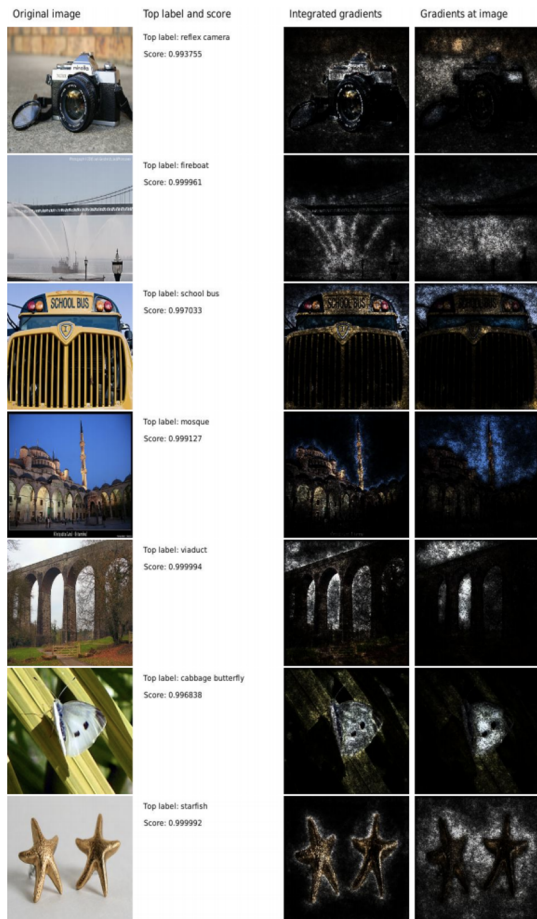 Original image
Top label and score
Integrated gradients
Gradients at image
Top label: reflex camera
Score: 0.993755
minolta
Top label: fireboat
Score: 0.999961
Top label: school bus
Score: 0.997033
SCHOOL BUS
SCHOOL BUS
Top label: mosque
Score: 0.999127
Top label: viaduct
Score: 0.999994
Top label: cabbage butterfly
Score: 0.996838
Top label: starfish
Score: 0.999992